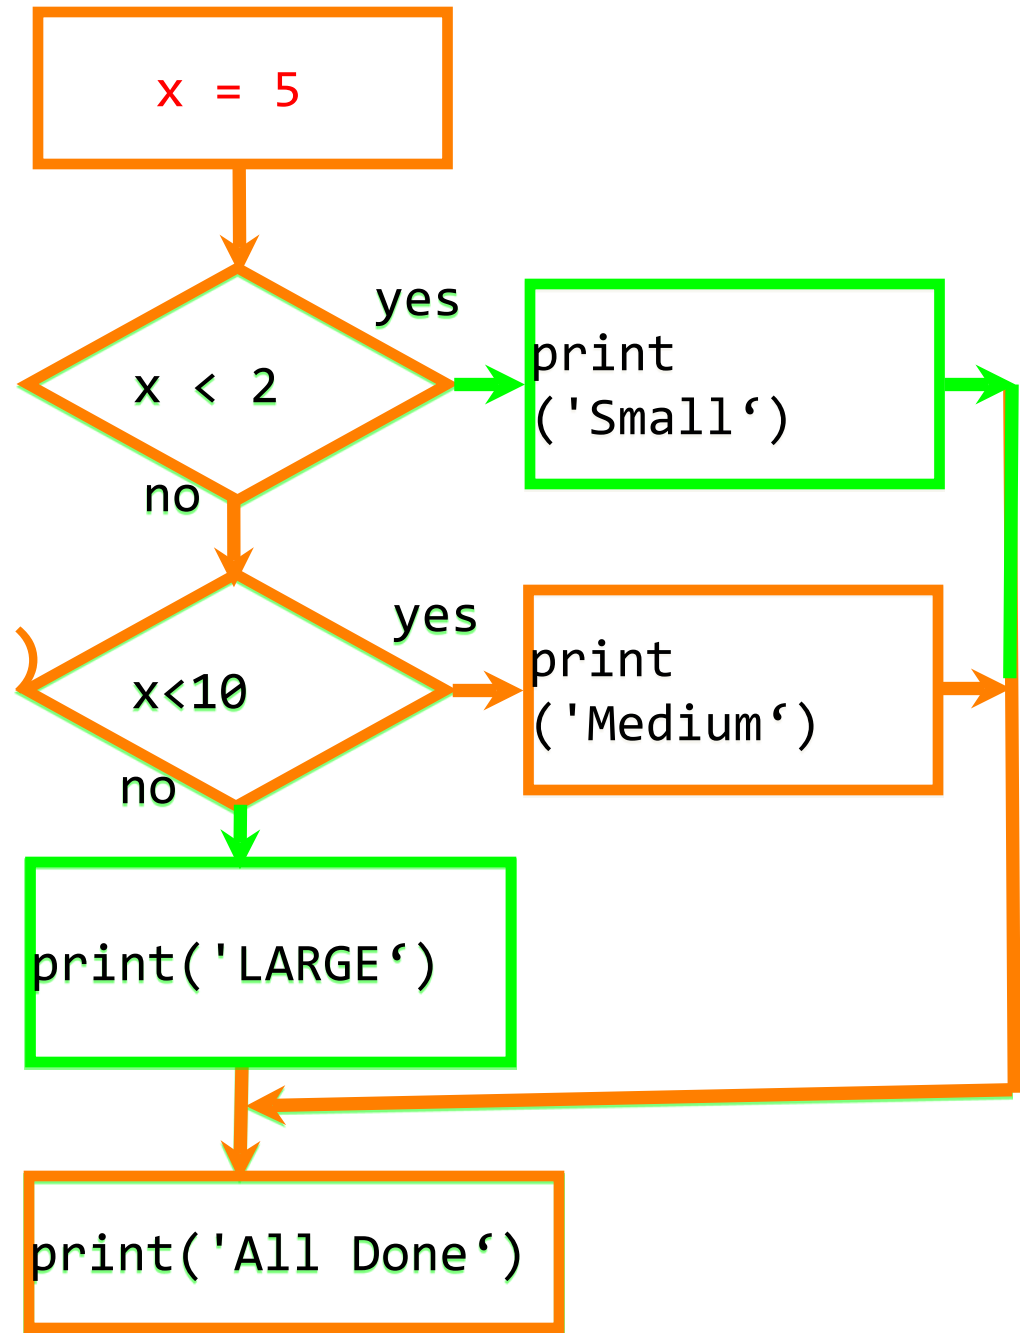 x = 5
yes
x < 2
print
('Small‘)
no
yes
x<10
print
('Medium‘)
no
print('LARGE‘)
print('All Done‘)